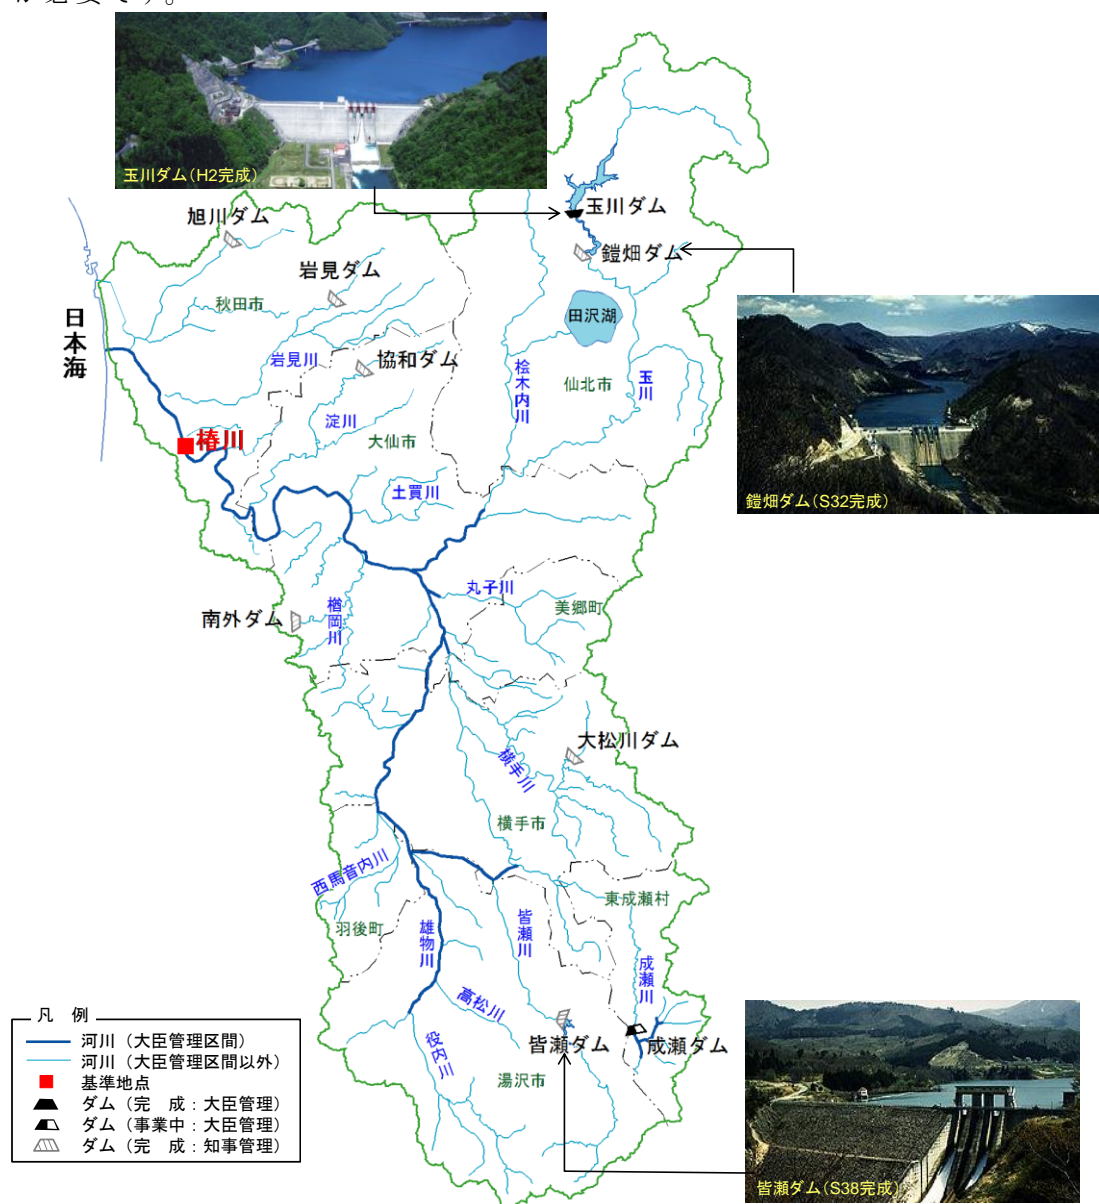 が必要です。
玉川ダム(H2完成)
旭川ダム
玉川ダム
岩見ダム
鎧畑ダム
秋田市
日本海
田沢湖
岩見川
協和ダム
桧木内川
玉川
仙北市
淀川
大仙市
椿川
土買川
鎧畑ダム(S32完成)
丸子川
美郷町
南外ダム
楢岡川
大松川ダム
横手川
横手市
西馬音内川
東成瀬村
羽後町
雄物川
皆瀬川
成瀬川
高松川
役内川
皆瀬ダム
成瀬ダム
湯沢市
凡 例
河川(大臣管理区間)
河川(大臣管理区間以外)
基準地点
ダム(完 成:大臣管理)
ダム(事業中:大臣管理)
ダム(完 成:知事管理)
皆瀬ダム(S38完成)